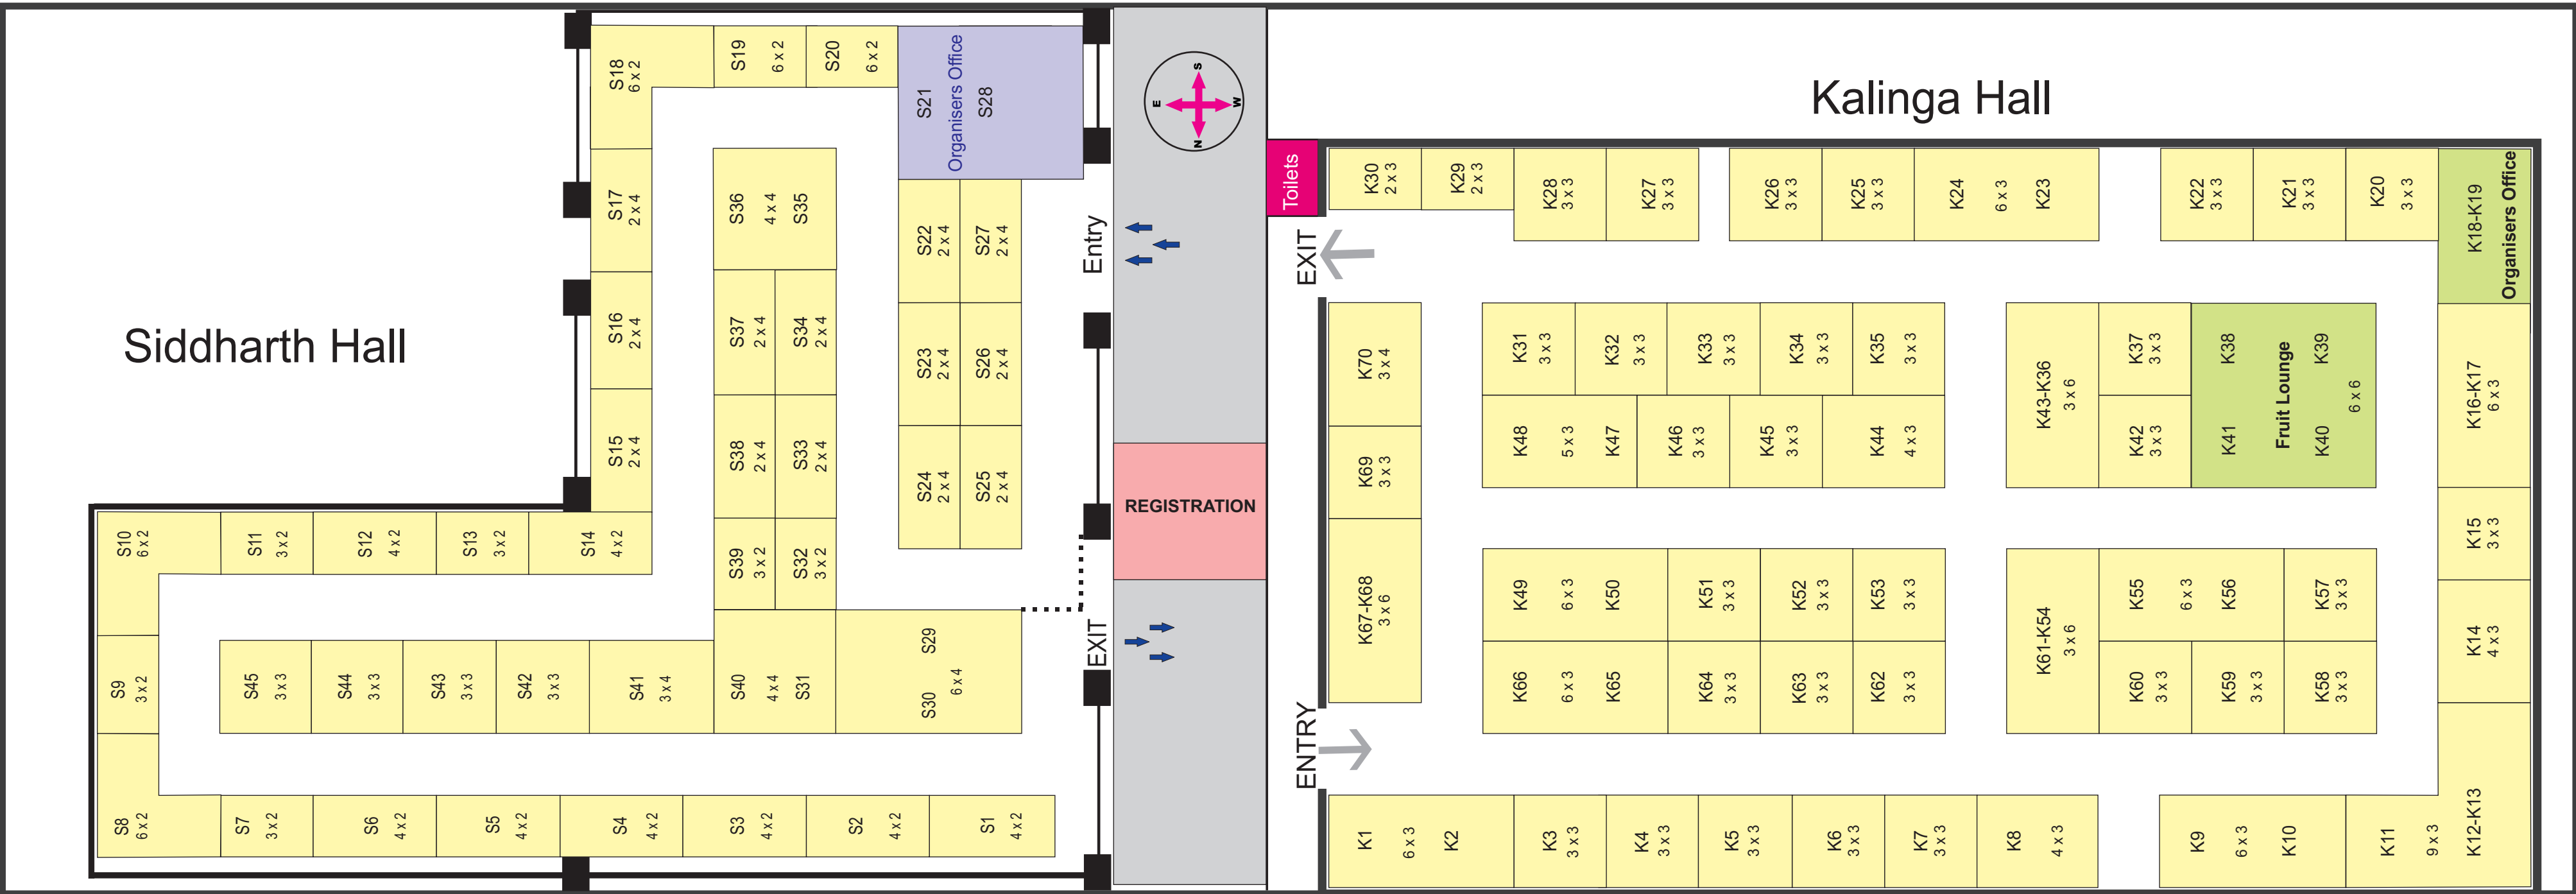 Siddharth Hall
Kalinga Hall
S18
6 x 2
S19
6 x 2
S20
6 x 2
S21
Organisers Office
S28
S17
2 x 4
S16
2 x 4
S15
2 x 4
S36
4 x 4
S35
S37
2 x 4
S34
2 x 4
S38
2 x 4
S33
2 x 4
S39
3 x 2
S32
3 x 2
S22
2 x 4
S27
2 x 4
S23
2 x 4
S26
2 x 4
S24
2 x 4
S25
2 x 4
S10
6 x 2
S11
3 x 2
S12
4 x 2
S13
3 x 2
S14
4 x 2
S9
3 x 2
S45
3 x 3
S44
3 x 3
S43
3 x 3
S42
3 x 3
S41
3 x 4
S40
4 x 4
S31
S30
S29
6 x 4
S8
6 x 2
S7
3 x 2
S6
4 x 2
S5
4 x 2
S4
4 x 2
S3
4 x 2
S2
4 x 2
S1
4 x 2
Entry
EXIT
S
E
W
N
REGISTRATION
Toilets
EXIT
ENTRY
K30
2 x 3
K29
2 x 3
K28
3 x 3
K27
3 x 3
K26
3 x 3
K25
3 x 3
K24
6 x 3
K23
K22
3 x 3
K21
3 x 3
K20
3 x 3
K18-K19
Organisers Office
K70
3 x 4
K69
3 x 3
K67-K68
3 x 6
K31
3 x 3
K32
3 x 3
K33
3 x 3
K34
3 x 3
K35
3 x 3
K48
5 x 3
K47
K46
3 x 3
K45
3 x 3
K44
4 x 3
K43-K36
3 x 6
K37
3 x 3
K42
3 x 3
K38
K41
Fruit Lounge
K39
K40
6 x 6
K16-K17
6 x 3
K15
3 x 3
K14
4 x 3
K49
6 x 3
K50
K51
3 x 3
K52
3 x 3
K53
3 x 3
K66
6 x 3
K65
K64
3 x 3
K63
3 x 3
K62
3 x 3
K61-K54
3 x 6
K55
6 x 3
K56
K57
3 x 3
K60
3 x 3
K59
3 x 3
K58
3 x 3
K1
6 x 3
K2
K3
3 x 3
K4
3 x 3
K5
3 x 3
K6
3 x 3
K7
3 x 3
K8
4 x 3
K9
6 x 3
K10
K11
9 x 3
K12-K13